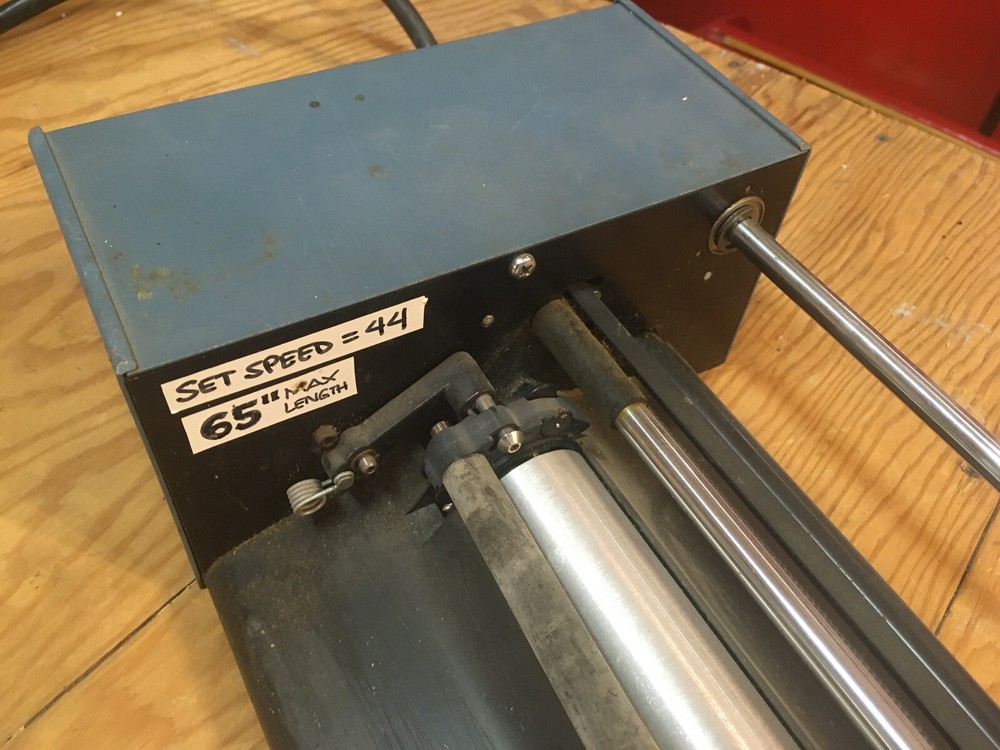 SET SPEED = 44
65" MAX
LENGTH